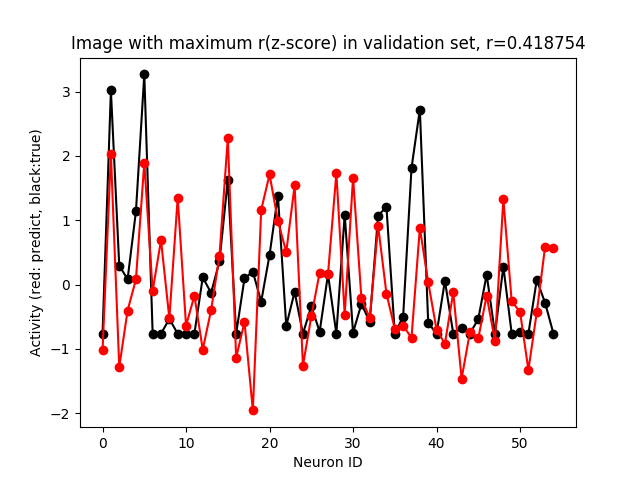 Image with maximum r(z-score) in validation set, r=0.418754
Activity (red: predict, black:true)
3
2
1
0
−1
−2
0 10 20 30 40 50
Neuron ID